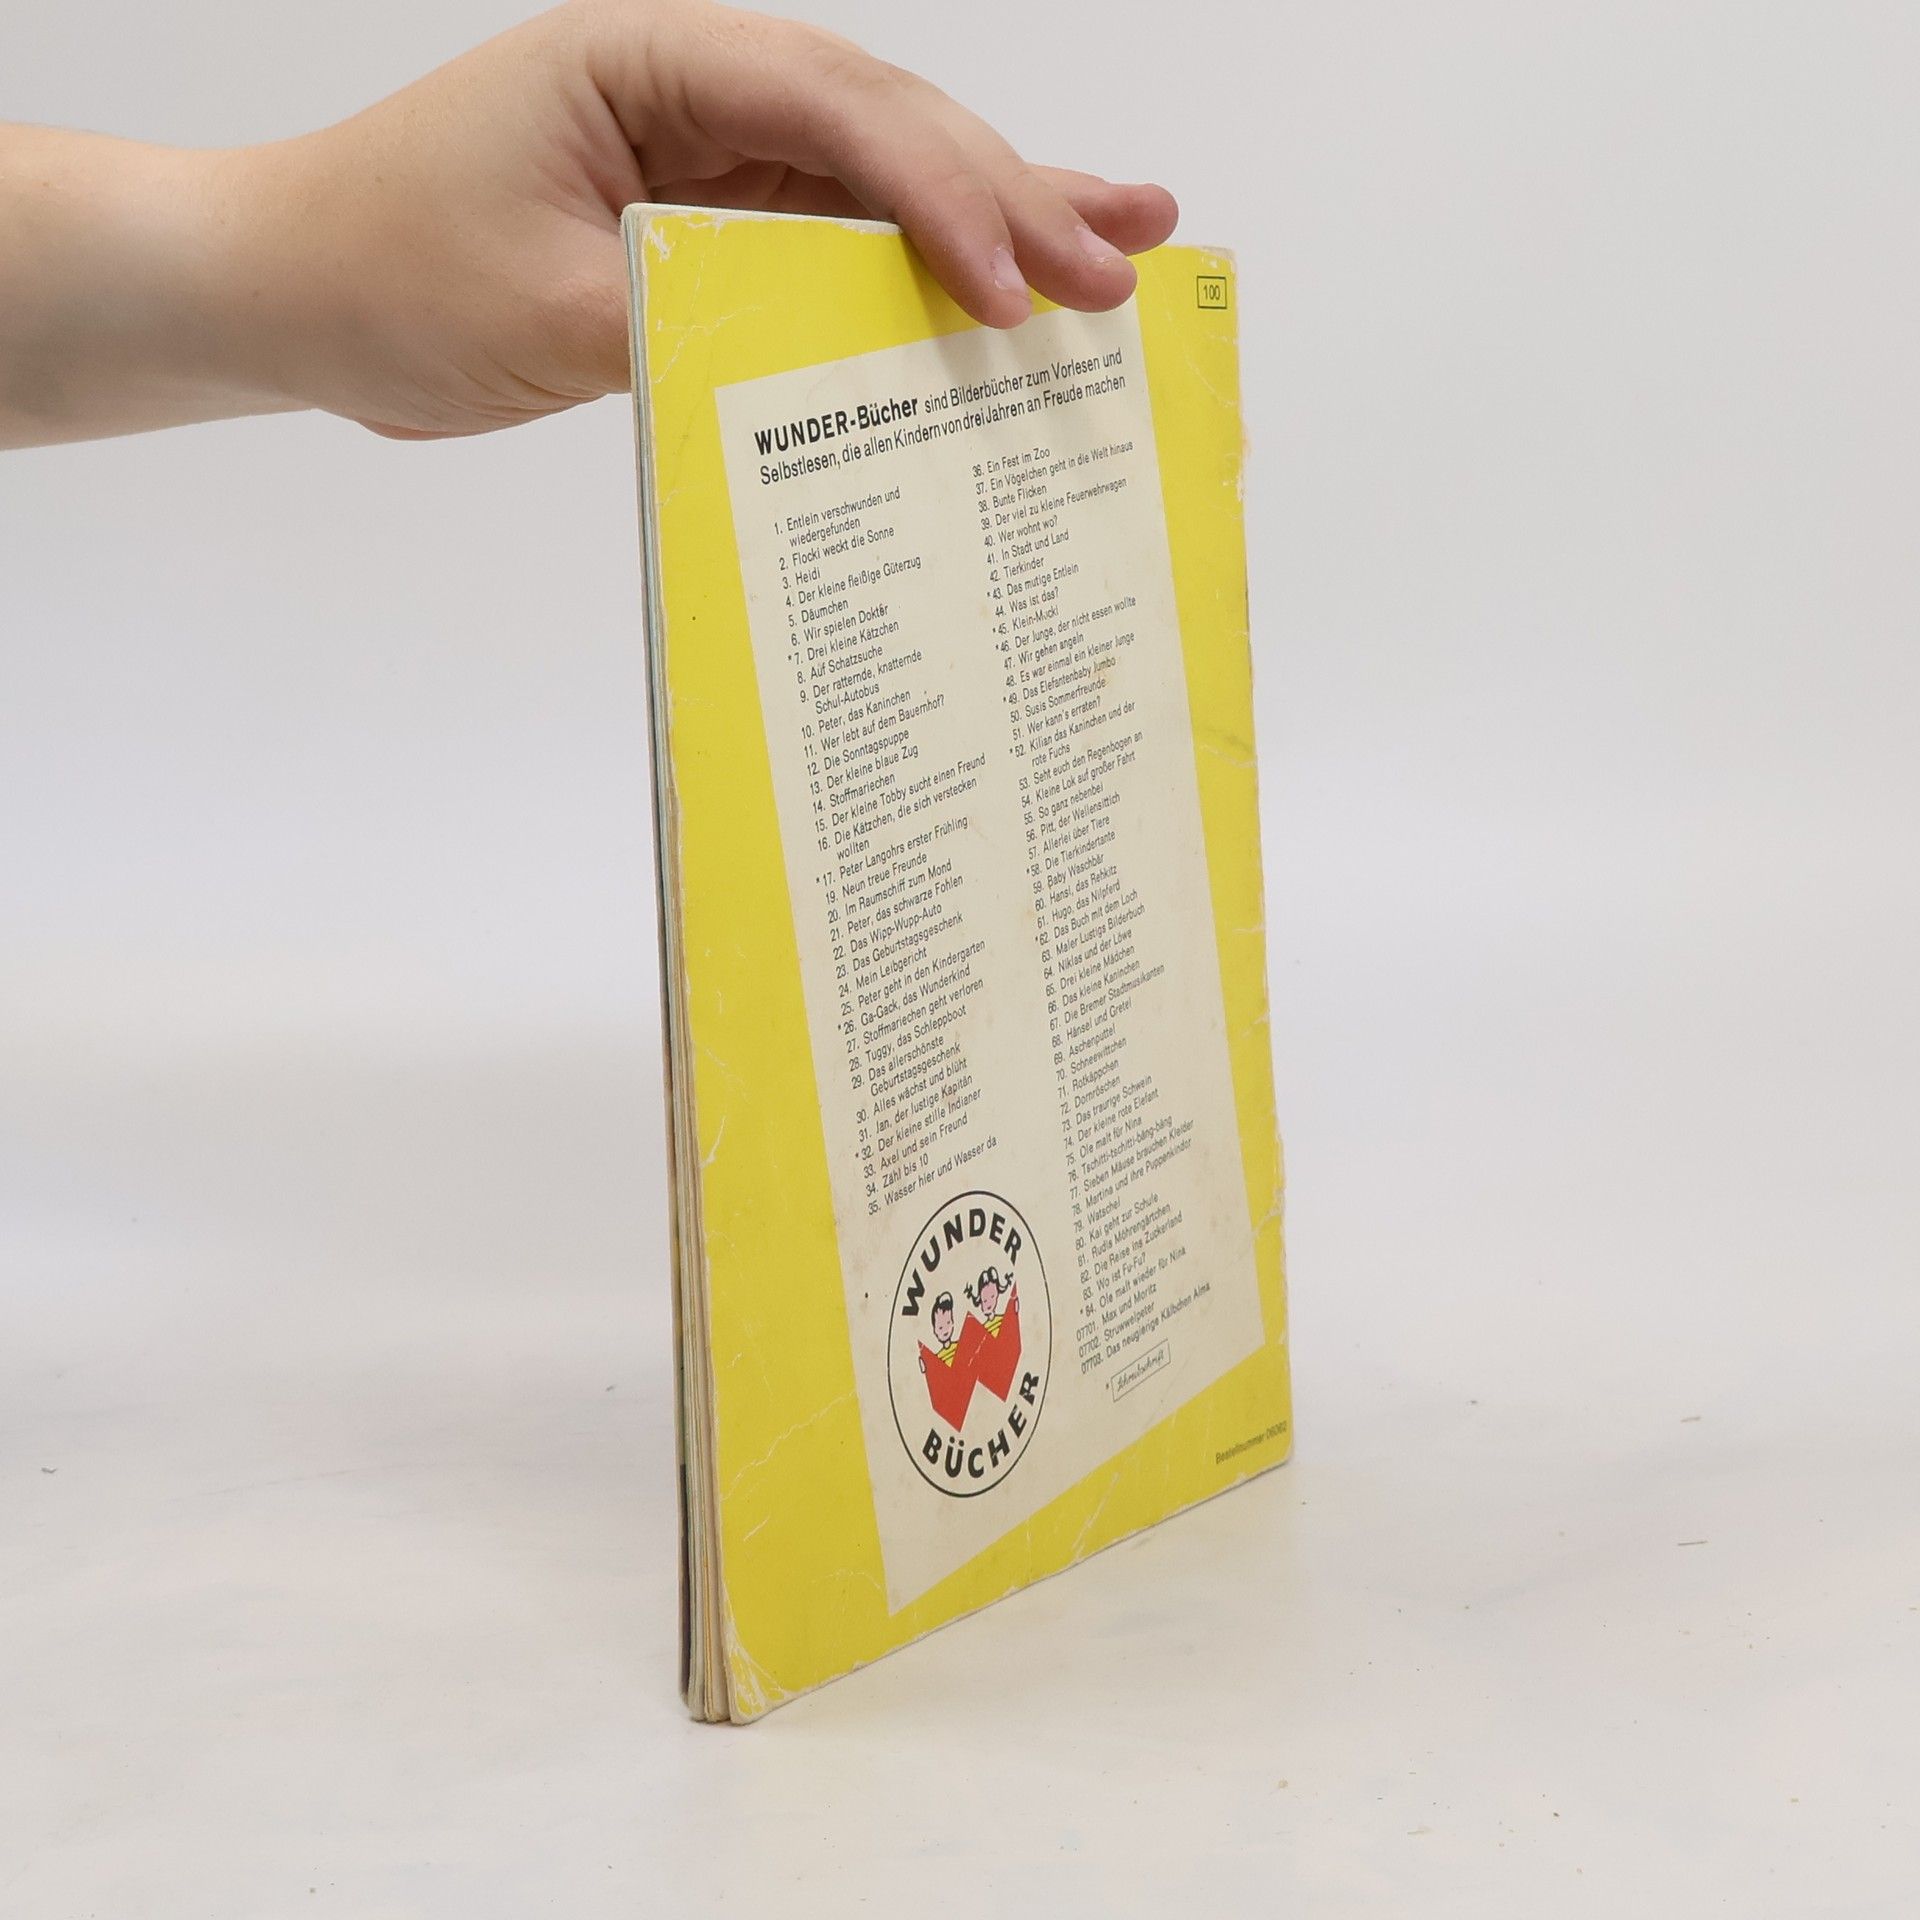 100
WUNDER-Bücher sind Bilderbücher zum Vorlesen und
Selbstlesen, die allen Kindern von drei Jahren an Freude machen
1. Entlein verschwunden und
wiedergefunden
2. Flocki weckt die Sonne
3. Heidi
4. Der kleine fleißige Güterzug
5. Däumchen
6. Wir spielen Doktor
*7. Drei kleine Kätzchen
8. Auf Schatzsuche
9. Der ratternde, knatternde
Schul-Autobus
10. Peter, das Kaninchen
11. Wer lebt auf dem Bauernhof?
12. Die Sonntagspuppe
13. Der kleine blaue Zug
14. Stoffmariechen
15. Der kleine Tobby sucht einen Freund
16. Die Kätzchen, die sich verstecken
wollten
*17. Peter Langohrs erster Frühling
19. Neun treue Freunde
20. Im Raumschiff zum Mond
21. Peter, das schwarze Fohlen
22. Das Wipp-Wupp-Auto
23. Das Geburtstagsgeschenk
24. Mein Leibgericht
25. Peter geht in den Kindergarten
*26. Ga-Gack, das Wunderkind
27. Stoffmariechen geht verloren
28. Tuggy, das Schleppboot
29. Das allerschönste
Geburtstagsgeschenk
30. Alles wächst und blüht
31. Jan, der lustige Kapitän
*32. Der kleine stille Indianer
33. Axel und sein Freund
34. Zähl bis 10
35. Wasser hier und Wasser da
36. Ein Fest im Zoo
37. Ein Vögelchen geht in die Welt hinaus
38. Bunte Flicken
39. Der viel zu kleine Feuerwehrwagen
40. Wer wohnt wo?
41. In Stadt und Land
42. Tierkinder
*43. Das mutige Entlein
44. Was ist das?
*45. Klein-Mucki
*46. Der Junge, der nicht essen wollte
47. Wir gehen angeln
48. Es war einmal ein kleiner Junge
*49. Das Elefantenbaby Jumbo
50. Susis Sommerfreunde
51. Wer kann's erraten?
*52. Kilian das Kaninchen und der
rote Fuchs
53. Seht euch den Regenbogen an
54. Kleine Lok auf großer Fahrt
55. So ganz nebenbei
56. Pitt, der Wellensittich
57. Allerlei über Tiere
*58. Die Tierkindertante
59. Baby Waschbär
60. Hansi, das Rehkitz
61. Hugo, das Nilpferd
*62. Das Buch mit dem Loch
63. Maler Lustigs Bilderbuch
64. Niklas und der Löwe
65. Drei kleine Mädchen
66. Das kleine Kaninchen
67. Die Bremer Stadtmusikanten
68. Hänsel und Gretel
69. Aschenputtel
70. Schneewittchen
71. Rotkäppchen
72. Dornröschen
73. Das traurige Schwein
74. Der kleine rote Elefant
75. Ole malt für Nina
76. Tschitti-tschitti-bäng-bäng
77. Sieben Mäuse brauchen Kleider
78. Martina und ihre Puppenkinder
79. Watschel
80. Kai geht zur Schule
81. Rudis Möhrengärtchen
82. Die Reise ins Zuckerland
83. Wo ist Fu-Fu?
*84. Ole malt wieder für Nina
07701. Max und Moritz
07702. Struwwelpeter
07703. Das neugierige Kälbchen Alma
* Schreibschrift
WUNDER
BÜCHER
Bestellnummer 06062